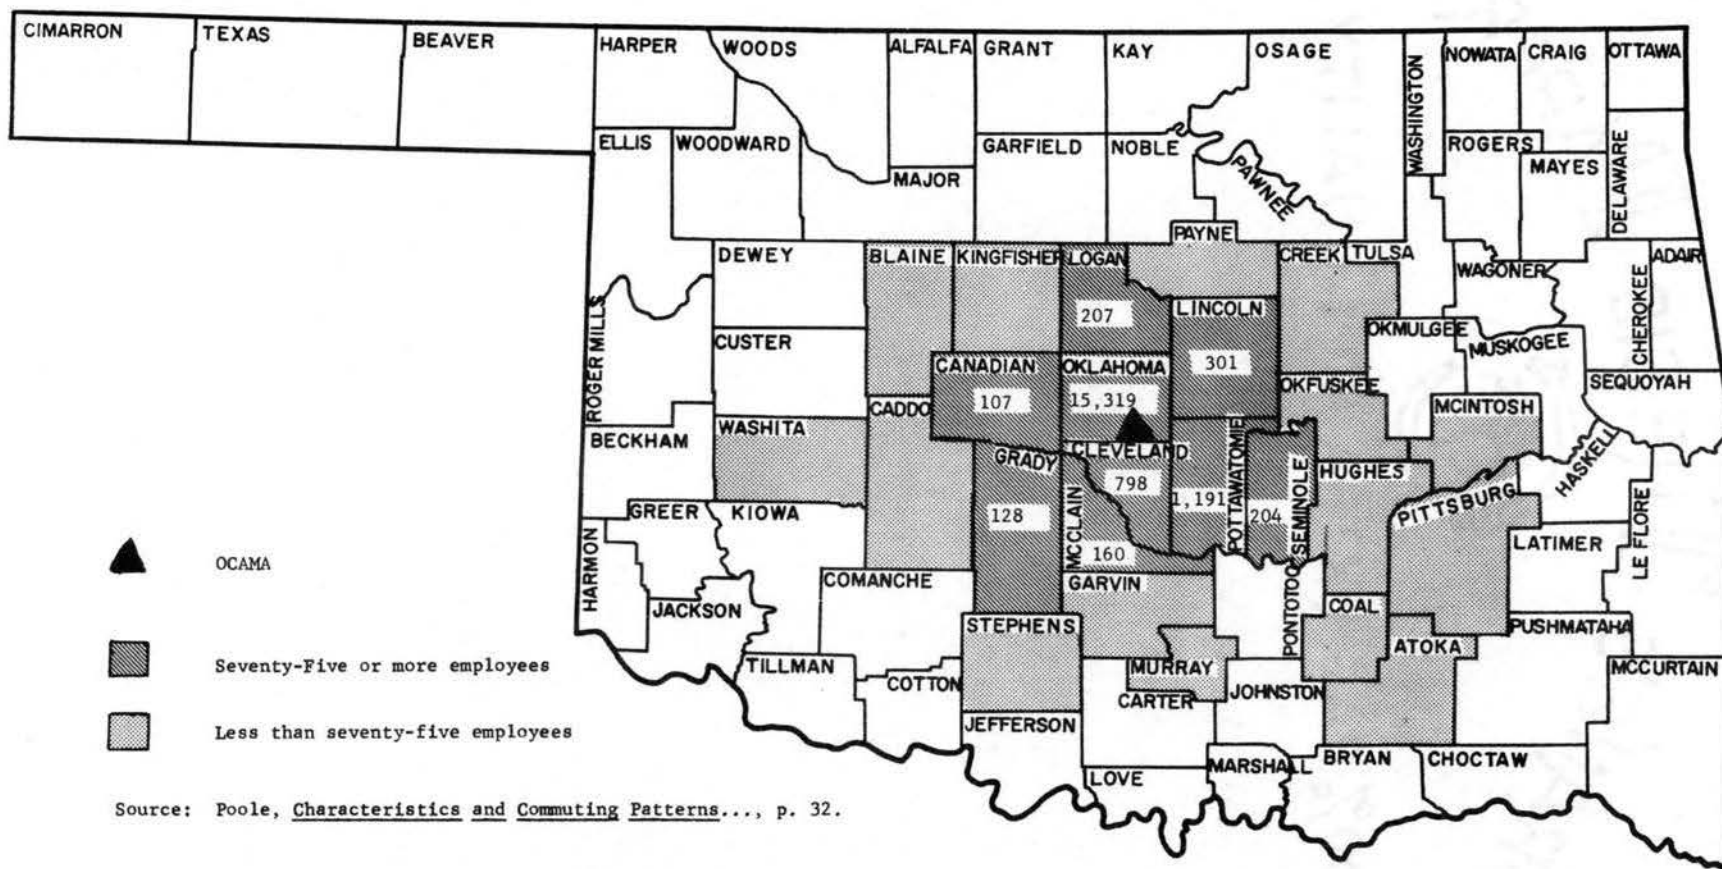 CIMARRON
TEXAS
BEAVER
HARPER
WOODS
ALFALFA
GRANT
KAY
OSAGE
WASHINGTON
NOWATA
CRAIG
OTTAWA
ELLIS
WOODWARD
MAJOR
GARFIELD
NOBLE
PAWNEE
ROGERS
MAYES
DELAWARE
DEWEY
BLAINE
KINGFISHER
LOGAN
207
PAYNE
CREEK
TULSA
WAGONER
CHEROKEE
ADAIR
ROGER MILLS
CUSTER
CANADIAN
107
OKLAHOMA
15,319
LINCOLN
301
OKMULGEE
MUSKOGEE
SEQUOYAH
BECKHAM
WASHITA
CADDO
GRADY
128
CLEVELAND
798
MCCLAIN
160
1,191
POTTAWATOMIE
204
SEMINOLE
OKFUSKEE
HUGHES
MCINTOSH
PITTSBURG
HASKELL
LE FLORE
LATIMER
HARMON
GREER
KIOWA
JACKSON
COMANCHE
TILLMAN
COTTON
STEPHENS
GARVIN
MURRAY
PONTOTOC
COAL
ATOKA
PUSHMATAHA
MCCURTAIN
JEFFERSON
CARTER
JOHNSTON
LOVE
MARSHALL
BRYAN
CHOCTAW
OCAMA
Seventy-Five or more employees
Less than seventy-five employees
Source: Poole, Characteristics and Commuting Patterns..., p. 32.